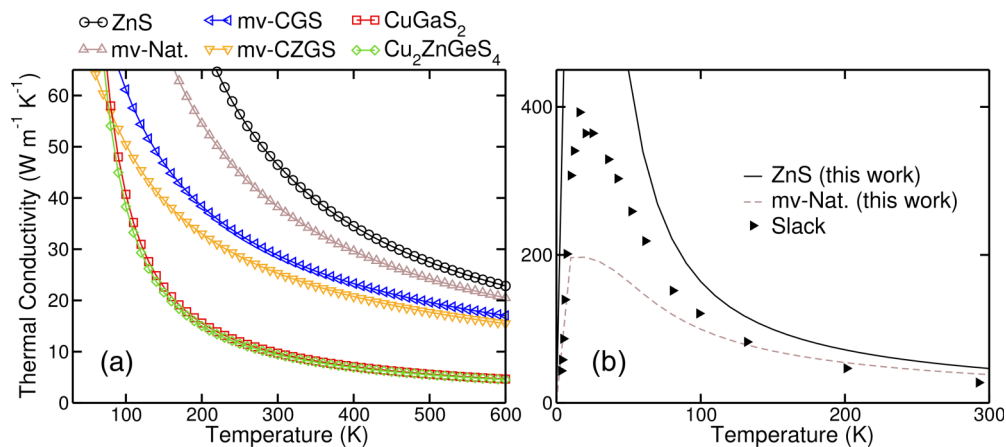 ZnS mv-CGS CuGaS₂
mv-Nat. mv-CZGS Cu₂ZnGeS₄
Thermal Conductivity (W m⁻¹ K⁻¹)
60
50
40
30
20
10
0
(a)
100 200 300 400 500 600
Temperature (K)
400
200
0
ZnS (this work)
mv-Nat. (this work)
Slack
(b)
0 100 200 300
Temperature (K)